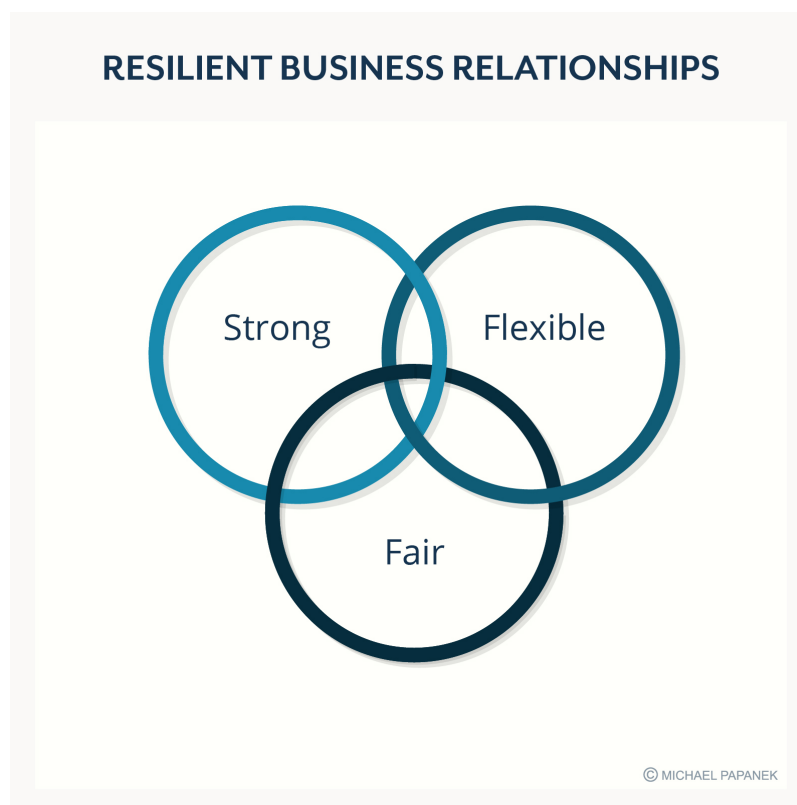 RESILIENT BUSINESS RELATIONSHIPS
Strong
Flexible
Fair
© MICHAEL PAPANEK